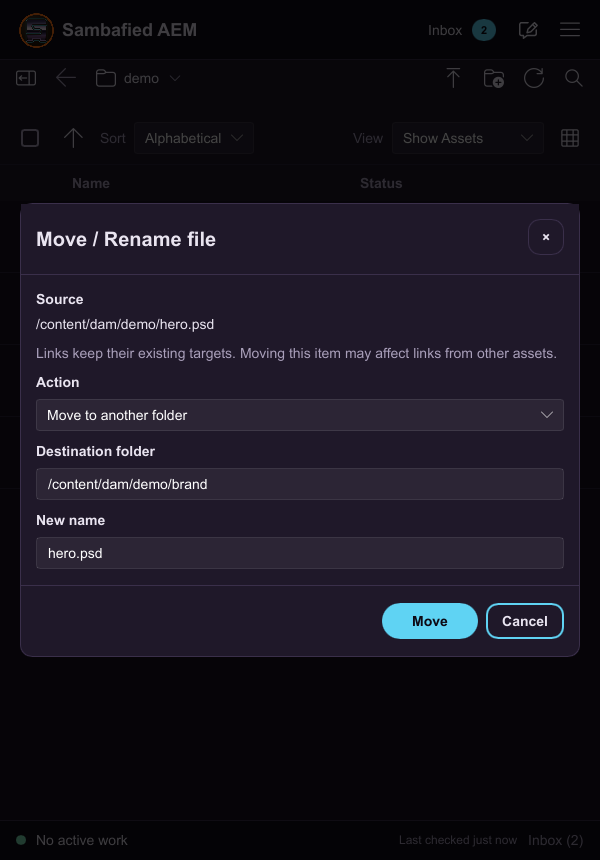 Sambafied AEM
Inbox 2
demo
Sort Alphabetical View Show Assets
Name Status
Move / Rename file
×
Source
/content/dam/demo/hero.psd
Links keep their existing targets. Moving this item may affect links from other assets.
Action
Move to another folder
Destination folder
/content/dam/demo/brand
New name
hero.psd
Move Cancel
No active work Last checked just now Inbox (2)